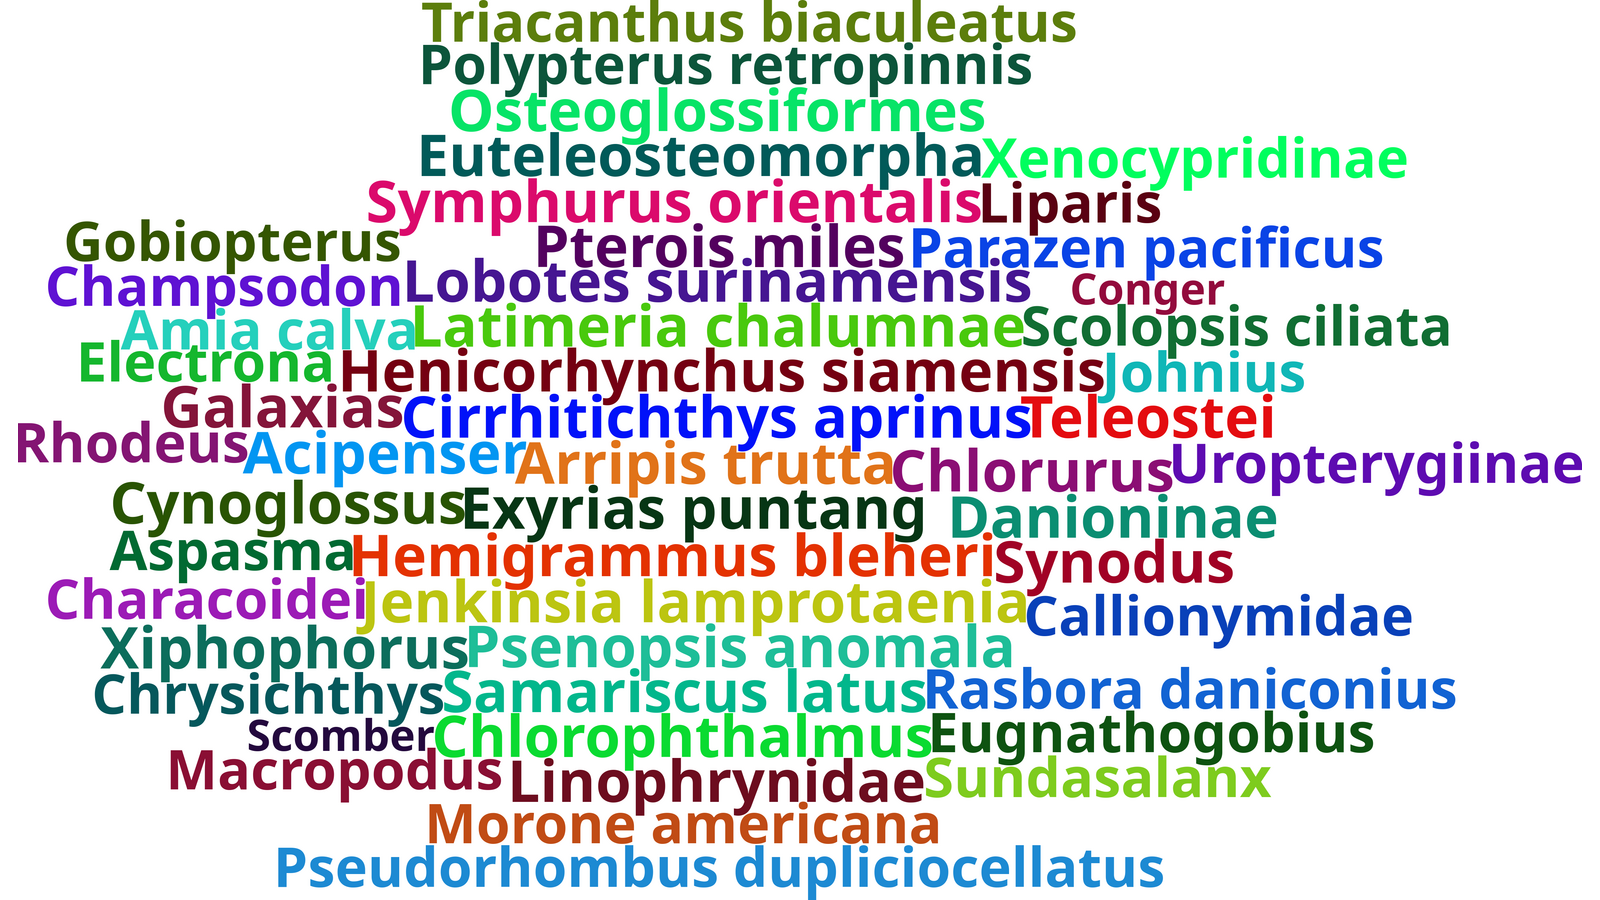 Triacanthus biaculeatus
Polypterus retropinnis
Osteoglossiformes
Euteleosteomorpha Xenocypridinae
Symphurus orientalis Liparis
Gobiopterus Pterois miles Parazen pacificus
Champsodon Lobotes surinamensis Conger
Amia calva Latimeria chalumnae Scolopsis ciliata
Electrona Henicorhynchus siamensis Johnius
Galaxias Cirrhitichthys aprinus Teleostei
Rhodeus Acipenser Arripis trutta Chlorurus Uropterygiinae
Cynoglossus Exyrias puntang Danioninae
Aspasma Hemigrammus bleheri Synodus
Characoidei Jenkinsia lamprotaenia Callionymidae
Xiphophorus Psenopsis anomala
Chrysichthys Samariscus latus Rasbora daniconius
Scomber Chlorophthalmus Eugnathogobius
Macropodus Linophrynidae Sundasalanx
Morone americana
Pseudorhombus dupliciocellatus